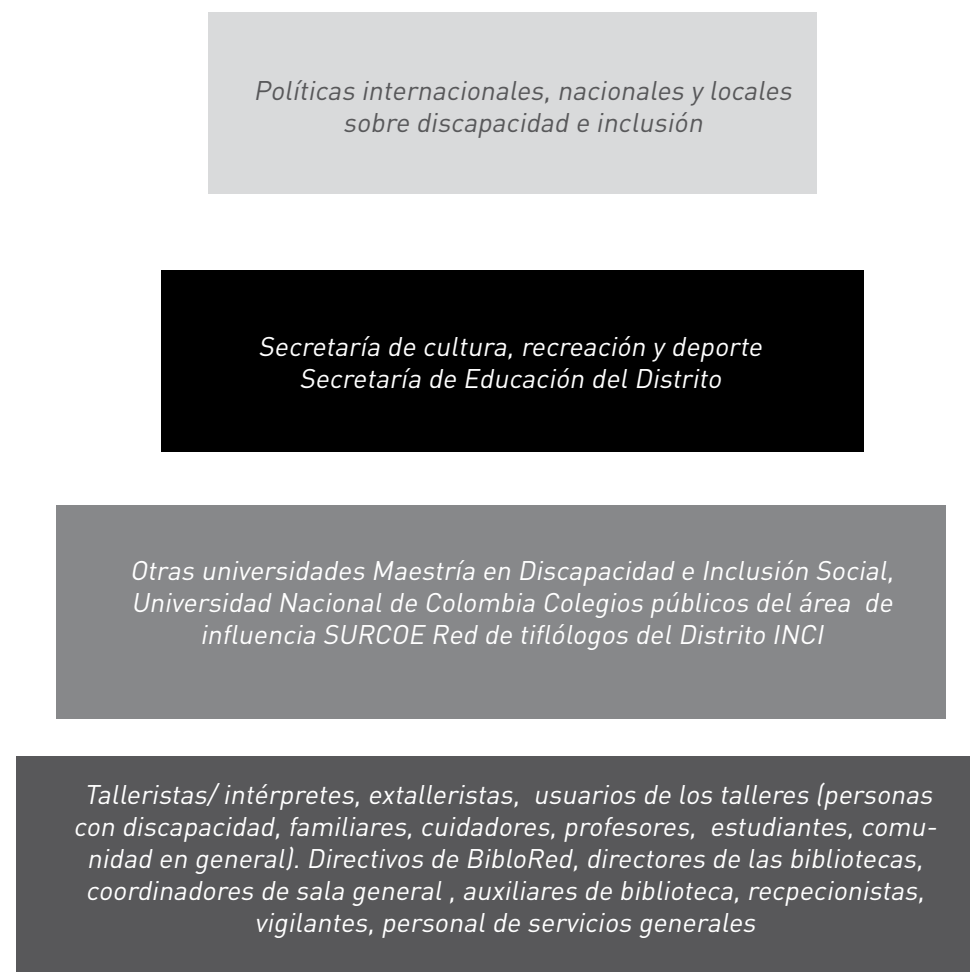 Políticas internacionales, nacionales y locales
sobre discapacidad e inclusión
Secretaría de cultura, recreación y deporte
Secretaría de Educación del Distrito
Otras universidades Maestría en Discapacidad e Inclusión Social,
Universidad Nacional de Colombia Colegios públicos del área  de
influencia SURCOE Red de tiflólogos del Distrito INCI
Talleristas/ intérpretes, extalleristas,  usuarios de los talleres (personas
con discapacidad, familiares, cuidadores, profesores,  estudiantes, comu-
nidad en general). Directivos de BibloRed, directores de las bibliotecas,
coordinadores de sala general , auxiliares de biblioteca, recpecionistas,
vigilantes, personal de servicios generales